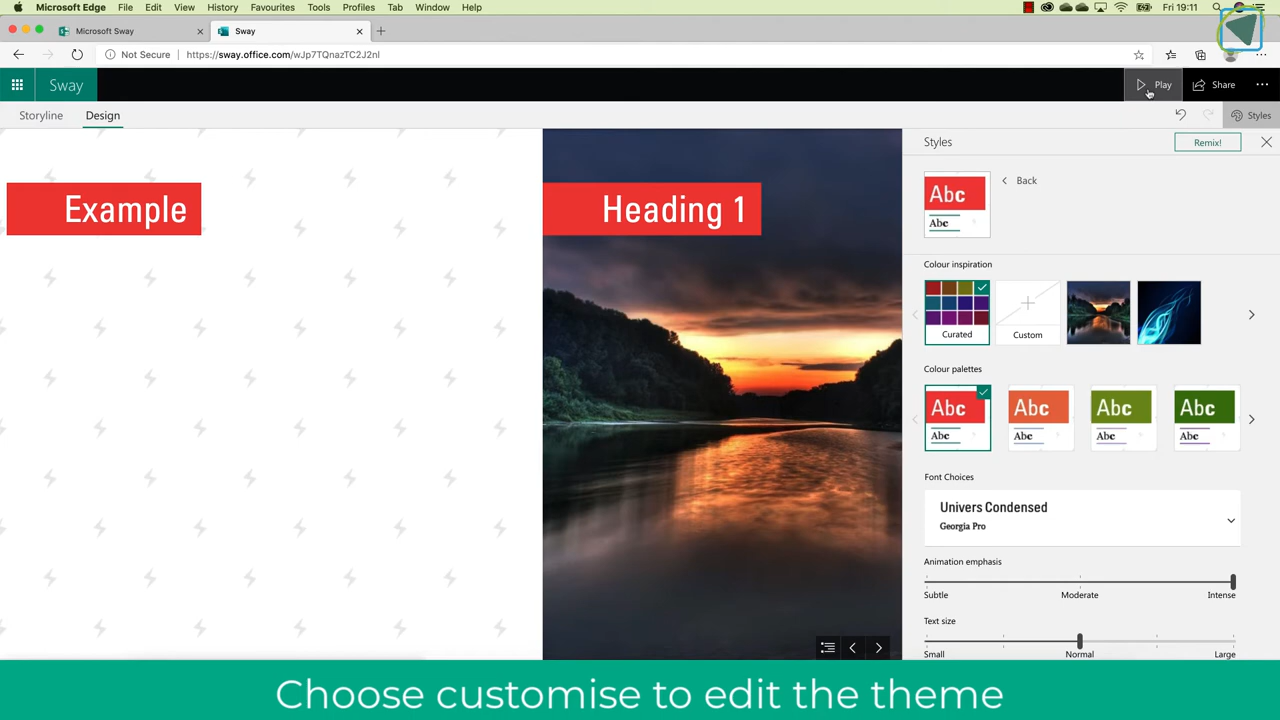 Microsoft Edge File Edit View History Favourites Tools Profiles Tab Window Help Fri 19:11
Microsoft Sway
Sway
Not Secure https://sway.office.com/wJp7TQnazTC2J2nl
Sway
Play
Share
Storyline
Design
Styles
Styles
Remix!
Example
Heading 1
Abc
Abc
Back
Colour inspiration
Curated
Custom
Colour palettes
Abc
Abc
Abc
Abc
Abc
Abc
Abc
Abc
Font Choices
Univers Condensed
Georgia Pro
Animation emphasis
Subtle
Moderate
Intense
Text size
Small
Normal
Large
Choose customise to edit the theme